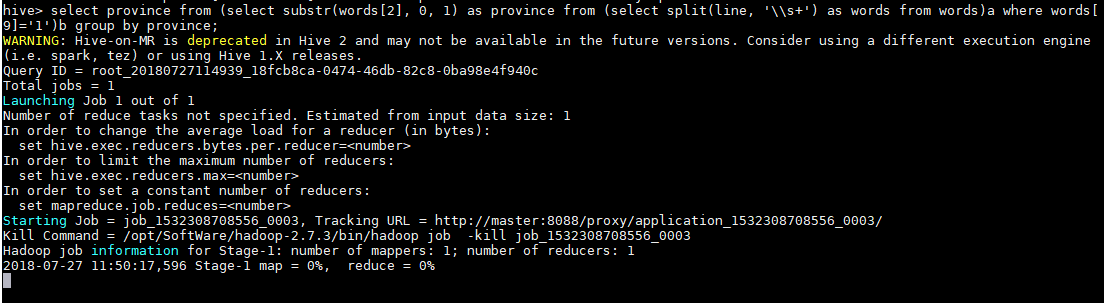 hive> select province from (select substr(words[2], 0, 1) as province from (select split(line, '\\s+') as words from words)a where words[
9]='1')b group by province;
WARNING: Hive-on-MR is deprecated in Hive 2 and may not be available in the future versions. Consider using a different execution engine
(i.e. spark, tez) or using Hive 1.X releases.
Query ID = root_20180727114939_18fcb8ca-0474-46db-82c8-0ba98e4f940c
Total jobs = 1
Launching Job 1 out of 1
Number of reduce tasks not specified. Estimated from input data size: 1
In order to change the average load for a reducer (in bytes):
  set hive.exec.reducers.bytes.per.reducer=<number>
In order to limit the maximum number of reducers:
  set hive.exec.reducers.max=<number>
In order to set a constant number of reducers:
  set mapreduce.job.reduces=<number>
Starting Job = job_1532308708556_0003, Tracking URL = http://master:8088/proxy/application_1532308708556_0003/
Kill Command = /opt/SoftWare/hadoop-2.7.3/bin/hadoop job  -kill job_1532308708556_0003
Hadoop job information for Stage-1: number of mappers: 1; number of reducers: 1
2018-07-27 11:50:17,596 Stage-1 map = 0%,  reduce = 0%